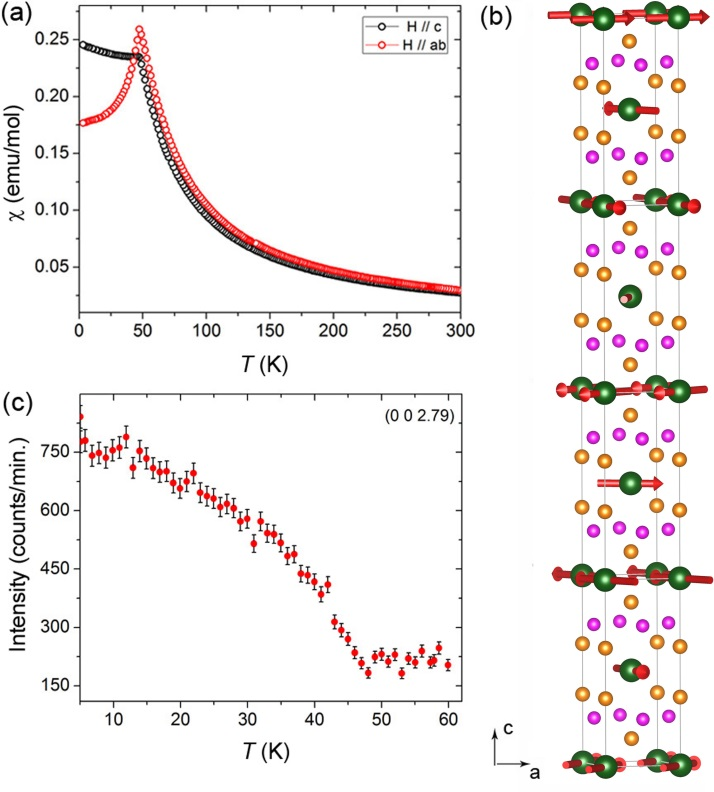 (a)
H // c
H // ab
0.25
0.20
0.15
0.10
0.05
χ (emu/mol)
0 50 100 150 200 250 300
T (K)
(b)
c
a
(c)
(0 0 2.79)
750
600
450
300
150
Intensity (counts/min.)
10 20 30 40 50 60
T (K)